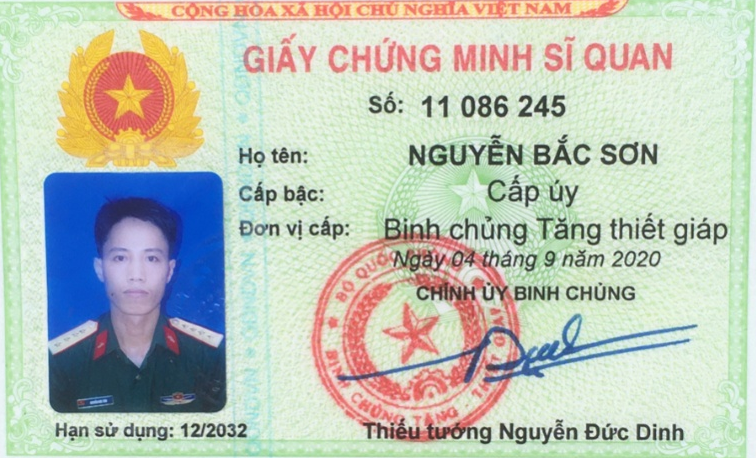 CỘNG HÒA XÃ HỘI CHỦ NGHĨA VIỆT NAM
GIẤY CHỨNG MINH SĨ QUAN
Số: 11 086 245
Họ tên: NGUYỄN BẮC SƠN
Cấp bậc: Cấp úy
Đơn vị cấp: Binh chủng Tăng thiết giáp
Ngày 04 tháng 9 năm 2020
CHÍNH ỦY BINH CHỦNG
BỘ QUỐC
BINH CHỦNG TĂNG
Hạn sử dụng: 12/2032
Thiếu tướng Nguyễn Đức Dinh